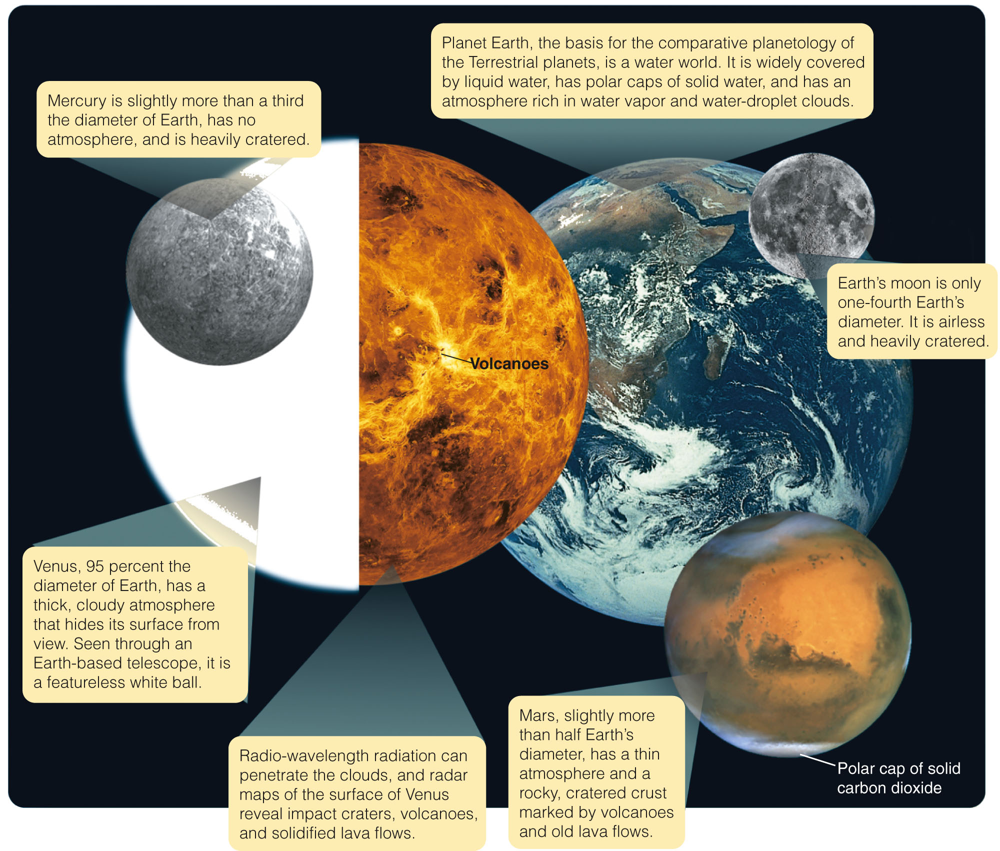 Planet Earth, the basis for the comparative planetology of
the Terrestrial planets, is a water world. It is widely covered
by liquid water, has polar caps of solid water, and has an
atmosphere rich in water vapor and water-droplet clouds.
Mercury is slightly more than a third
the diameter of Earth, has no
atmosphere, and is heavily cratered.
Earth’s moon is only
one-fourth Earth’s
diameter. It is airless
and heavily cratered.
Volcanoes
Venus, 95 percent the
diameter of Earth, has a
thick, cloudy atmosphere
that hides its surface from
view. Seen through an
Earth-based telescope, it is
a featureless white ball.
Radio-wavelength radiation can
penetrate the clouds, and radar
maps of the surface of Venus
reveal impact craters, volcanoes,
and solidified lava flows.
Mars, slightly more
than half Earth’s
diameter, has a thin
atmosphere and a
rocky, cratered crust
marked by volcanoes
and old lava flows.
Polar cap of solid
carbon dioxide